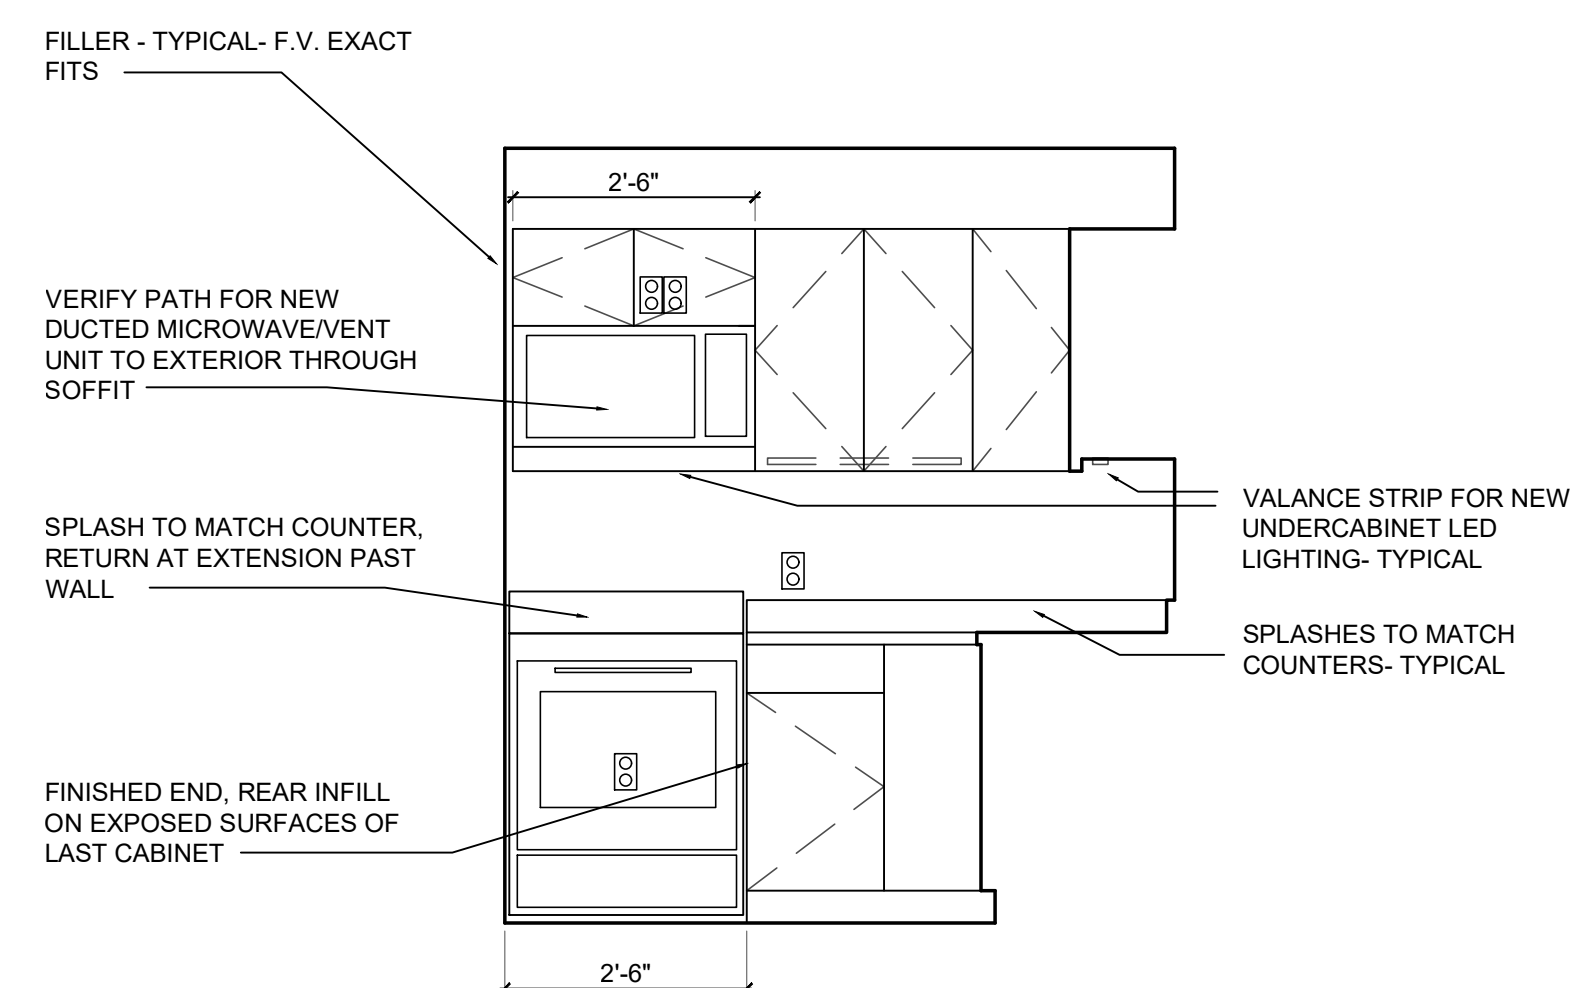 FILLER - TYPICAL- F.V. EXACT
FITS
2'-6"
VERIFY PATH FOR NEW
DUCTED MICROWAVE/VENT
UNIT TO EXTERIOR THROUGH
SOFFIT
SPLASH TO MATCH COUNTER,
RETURN AT EXTENSION PAST
WALL
VALANCE STRIP FOR NEW
UNDERCABINET LED
LIGHTING- TYPICAL
SPLASHES TO MATCH
COUNTERS- TYPICAL
FINISHED END, REAR INFILL
ON EXPOSED SURFACES OF
LAST CABINET
2'-6"